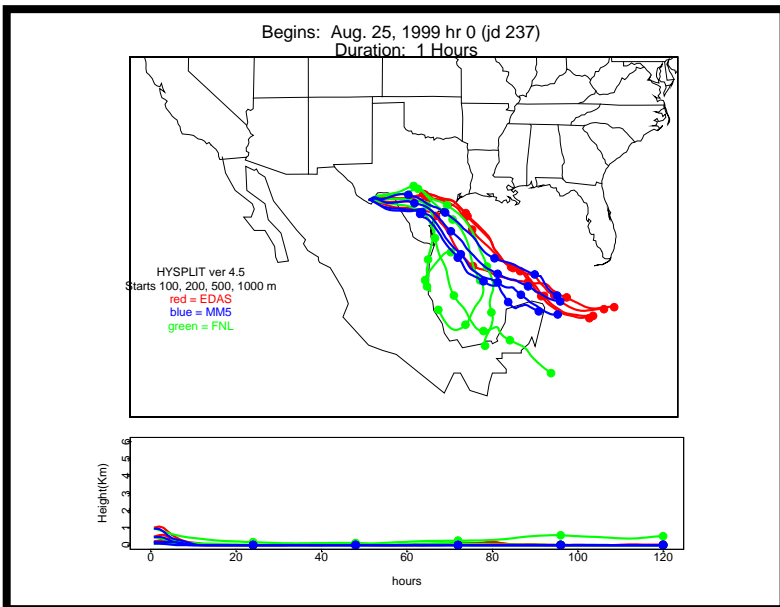 Begins: Aug. 25, 1999 hr 0 (jd 237)
Duration: 1 Hours
HYSPLIT ver 4.5
Starts 100, 200, 500, 1000 m
red = EDAS
blue = MM5
green = FNL
Height(Km)
6
5
4
3
2
1
0
0 20 40 60 80 100 120
hours